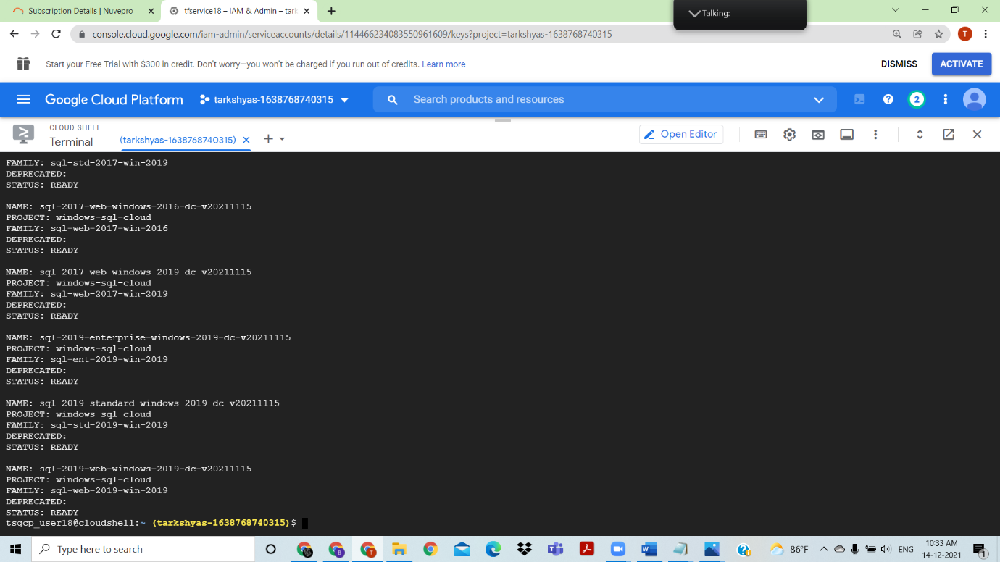 Subscription Details | Nuvepro
tfservice18 – IAM & Admin – tark
Talking:
console.cloud.google.com/iam-admin/serviceaccounts/details/114466234083550961609/keys?project=tarkshyas-1638768740315
T
Start your Free Trial with $300 in credit. Don't worry—you won't be charged if you run out of credits. Learn more
DISMISS
ACTIVATE
Google Cloud Platform
tarkshyas-1638768740315
Search products and resources
2
CLOUD SHELL
Terminal
(tarkshyas-1638768740315)
Open Editor
FAMILY: sql-std-2017-win-2019
DEPRECATED:
STATUS: READY
NAME: sql-2017-web-windows-2016-dc-v20211115
PROJECT: windows-sql-cloud
FAMILY: sql-web-2017-win-2016
DEPRECATED:
STATUS: READY
NAME: sql-2017-web-windows-2019-dc-v20211115
PROJECT: windows-sql-cloud
FAMILY: sql-web-2017-win-2019
DEPRECATED:
STATUS: READY
NAME: sql-2019-enterprise-windows-2019-dc-v20211115
PROJECT: windows-sql-cloud
FAMILY: sql-ent-2019-win-2019
DEPRECATED:
STATUS: READY
NAME: sql-2019-standard-windows-2019-dc-v20211115
PROJECT: windows-sql-cloud
FAMILY: sql-std-2019-win-2019
DEPRECATED:
STATUS: READY
NAME: sql-2019-web-windows-2019-dc-v20211115
PROJECT: windows-sql-cloud
FAMILY: sql-web-2019-win-2019
DEPRECATED:
STATUS: READY
tsgcp_user18@cloudshell:~ (tarkshyas-1638768740315)$
Type here to search
86°F
ENG
10:33 AM
14-12-2021
1